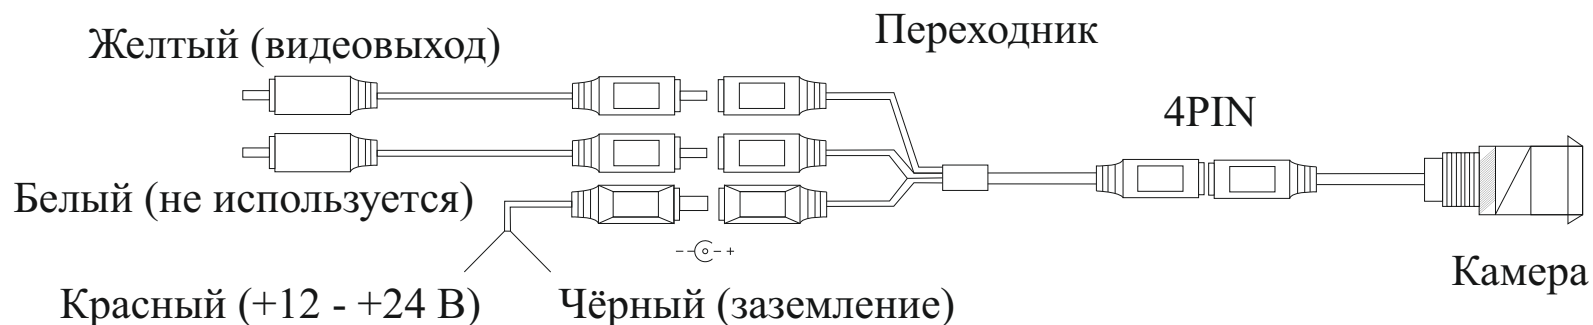 Желтый (видеовыход)
Переходник
4PIN
Белый (не используется)
- +
Камера
Красный (+12 - +24 В)
Чёрный (заземление)